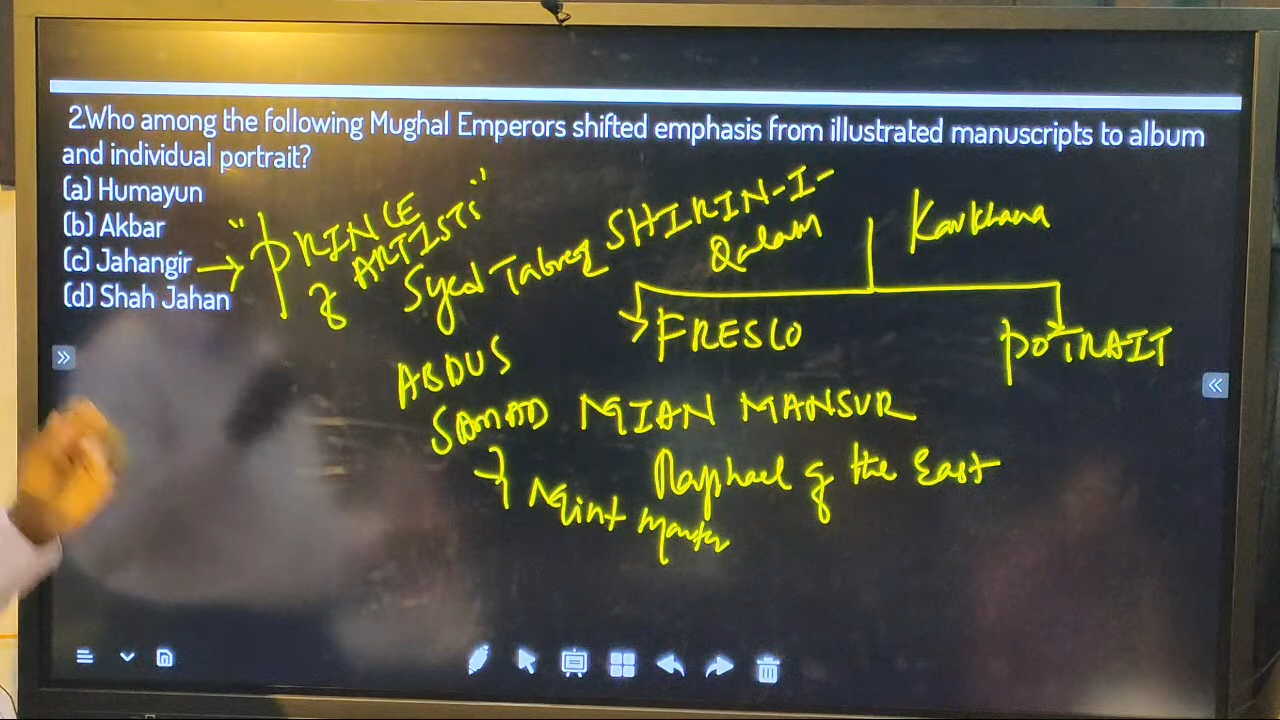 2.Who among the following Mughal Emperors shifted emphasis from illustrated manuscripts to album
and individual portrait?
(a) Humayun
(b) Akbar
(c) Jahangir → "PRINCE
of ARTISTS"
(d) Shah Jahan
Syed Tabrez SHIRIN-I-
Qalam
Karkhana
FRESCO
POTRAIT
ABDUS
SAMAD
MIAN MANSUR
Raphael of the East
Mint Master